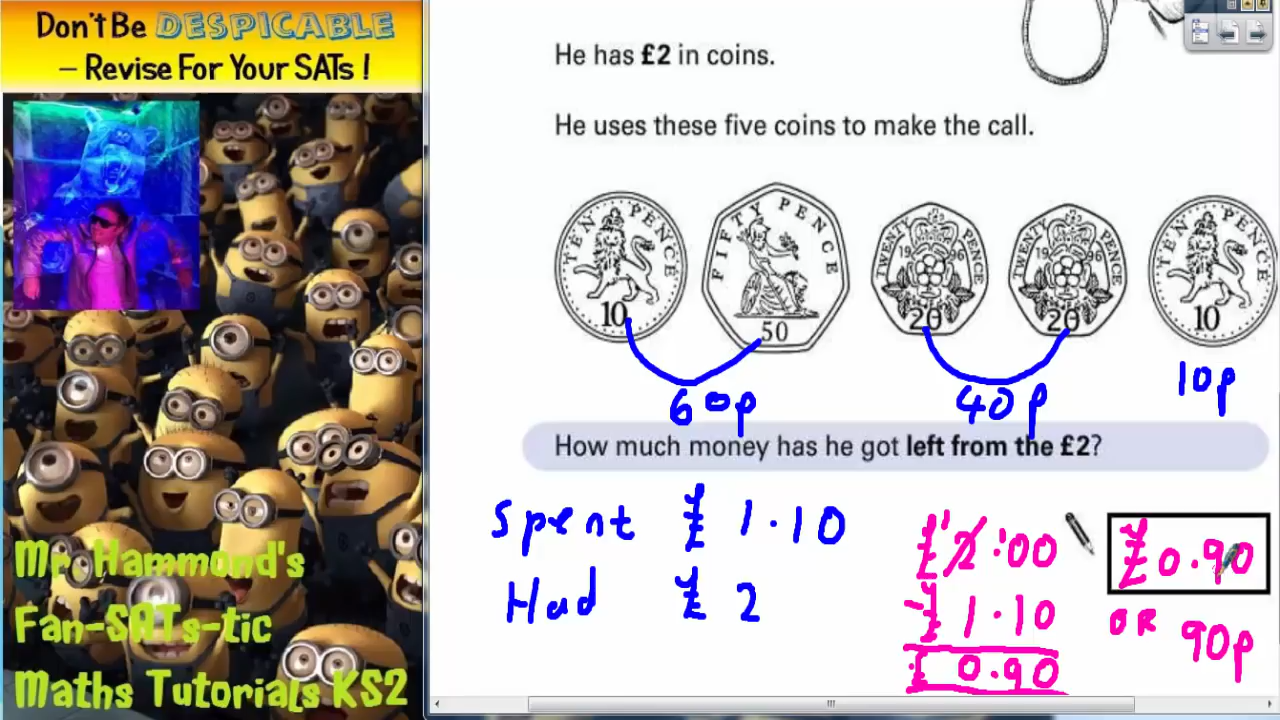 Don't Be DESPICABLE
– Revise For Your SATs !
Mr Hammond's
Fan-SATs-tic
Maths Tutorials KS2
He has £2 in coins.
He uses these five coins to make the call.
TEN PENCE 10
FIFTY PENCE 50
TWENTY PENCE 1996 20
TWENTY PENCE 1996 20
TEN PENCE 10
60p
40p
10p
How much money has he got left from the £2?
Spent £ 1.10
Had £ 2
£ 2.00
- £ 1.10
£ 0.90
£0.90
OR 90p